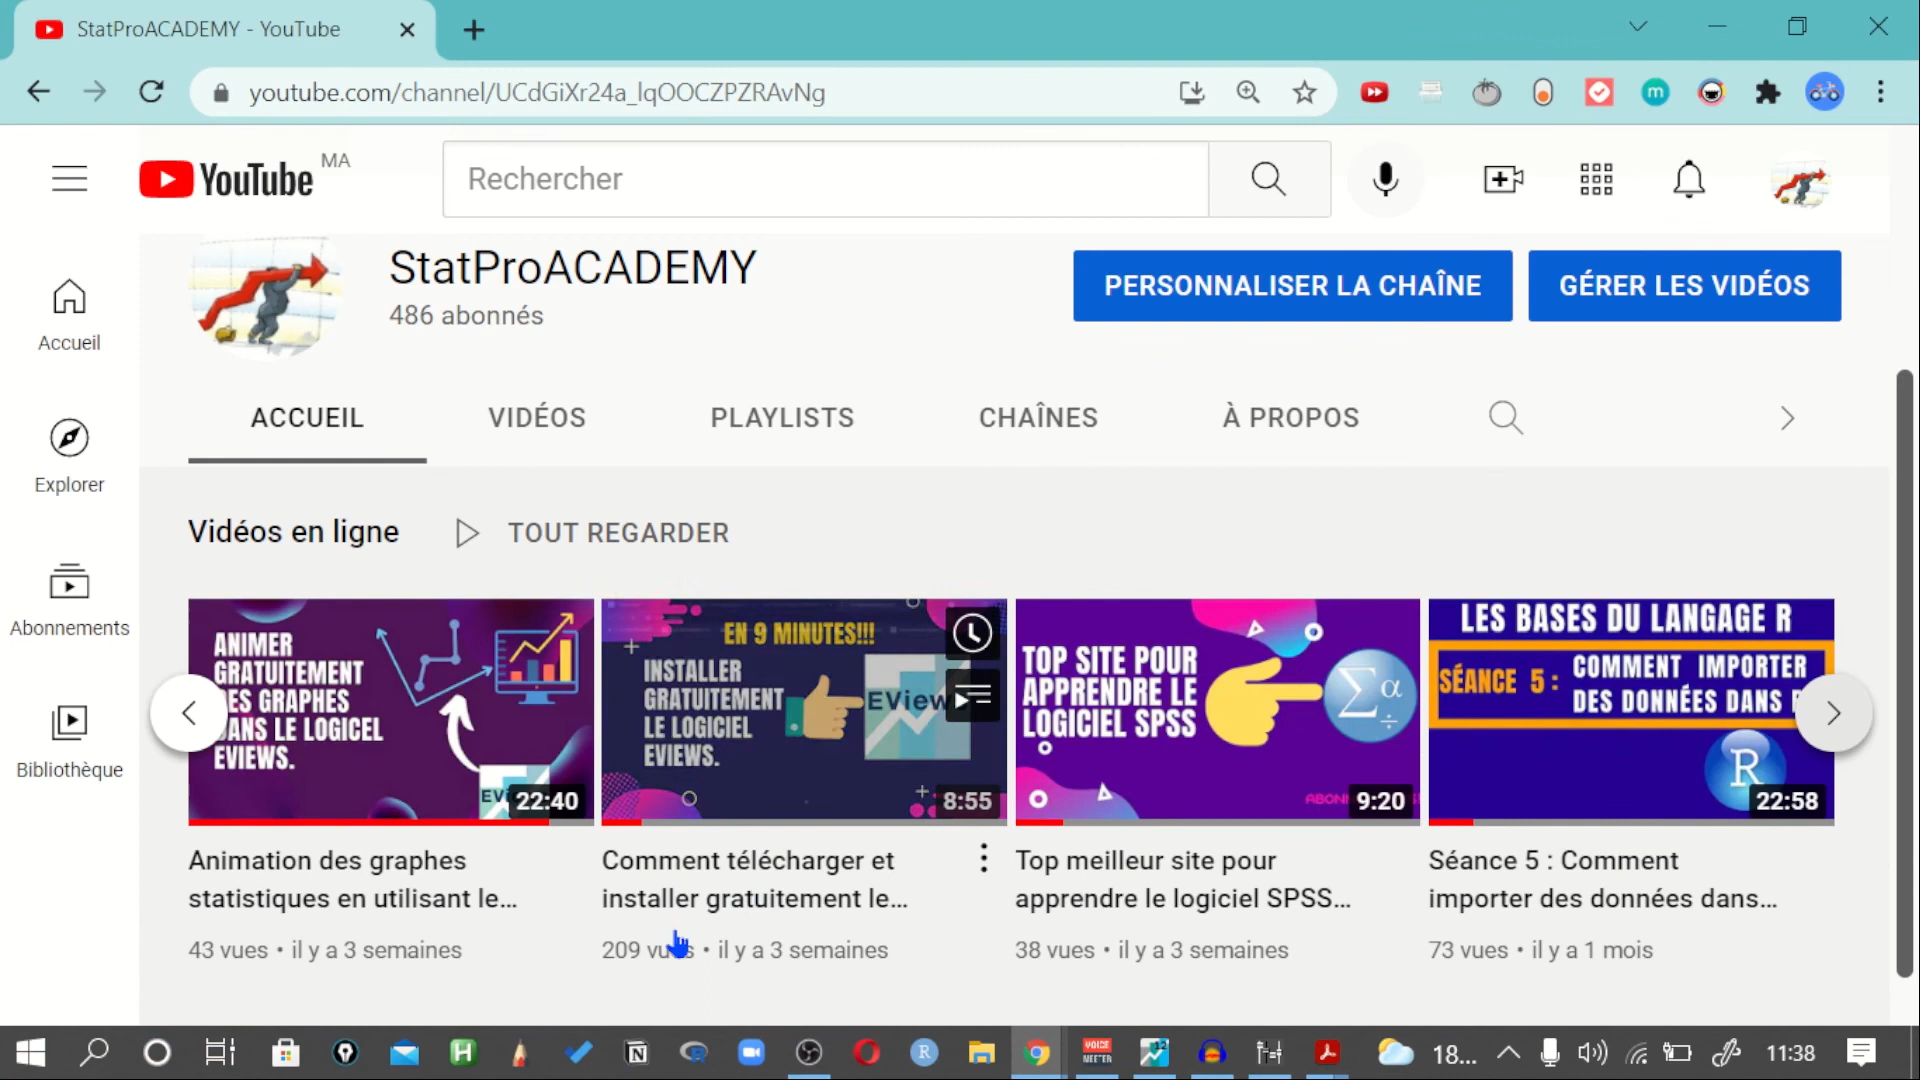 StatProACADEMY - YouTube
youtube.com/channel/UCdGiXr24a_lqOOCZPZRAvNg
m
YouTube MA
Rechercher
StatProACADEMY
486 abonnés
PERSONNALISER LA CHAÎNE
GÉRER LES VIDÉOS
Accueil
Explorer
Abonnements
Bibliothèque
ACCUEIL
VIDÉOS
PLAYLISTS
CHAÎNES
À PROPOS
Vidéos en ligne
TOUT REGARDER
ANIMER
GRATUITEMENT
DES GRAPHES
DANS LE LOGICEL
EVIEWS.
22:40
EN 9 MINUTES!!!
INSTALLER
GRATUITEMENT
LE LOGICIEL
EVIEWS.
EView
8:55
TOP SITE POUR
APPRENDRE LE
LOGICIEL SPSS
Σ α
÷
9:20
LES BASES DU LANGAGE R
SÉANCE 5 :
COMMENT IMPORTER
DES DONNÉES DANS
R
22:58
Animation des graphes
statistiques en utilisant le...
43 vues • il y a 3 semaines
Comment télécharger et
installer gratuitement le...
209 vues • il y a 3 semaines
Top meilleur site pour
apprendre le logiciel SPSS...
38 vues • il y a 3 semaines
Séance 5 : Comment
importer des données dans...
73 vues • il y a 1 mois
VOICE
MEETER
12
18...
11:38